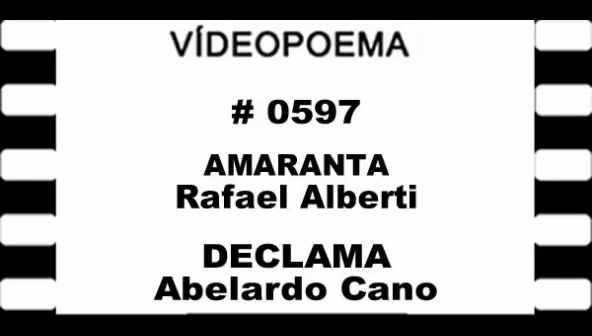 VÍDEOPOEMA
# 0597
AMARANTA
Rafael Alberti
DECLAMA
Abelardo Cano